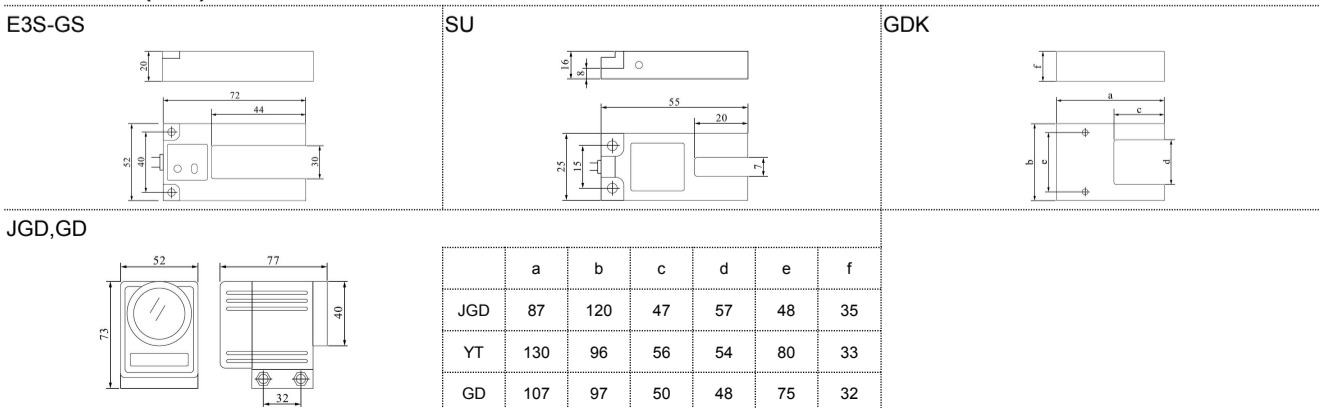 E3S-GS
20
72
44
52
40
30
SU
16
8
55
20
25
15
7
GDK
f
a
c
b
e
d
JGD,GD
52
77
73
40
32
a b c d e f
JGD 87 120 47 57 48 35
YT 130 96 56 54 80 33
GD 107 97 50 48 75 32